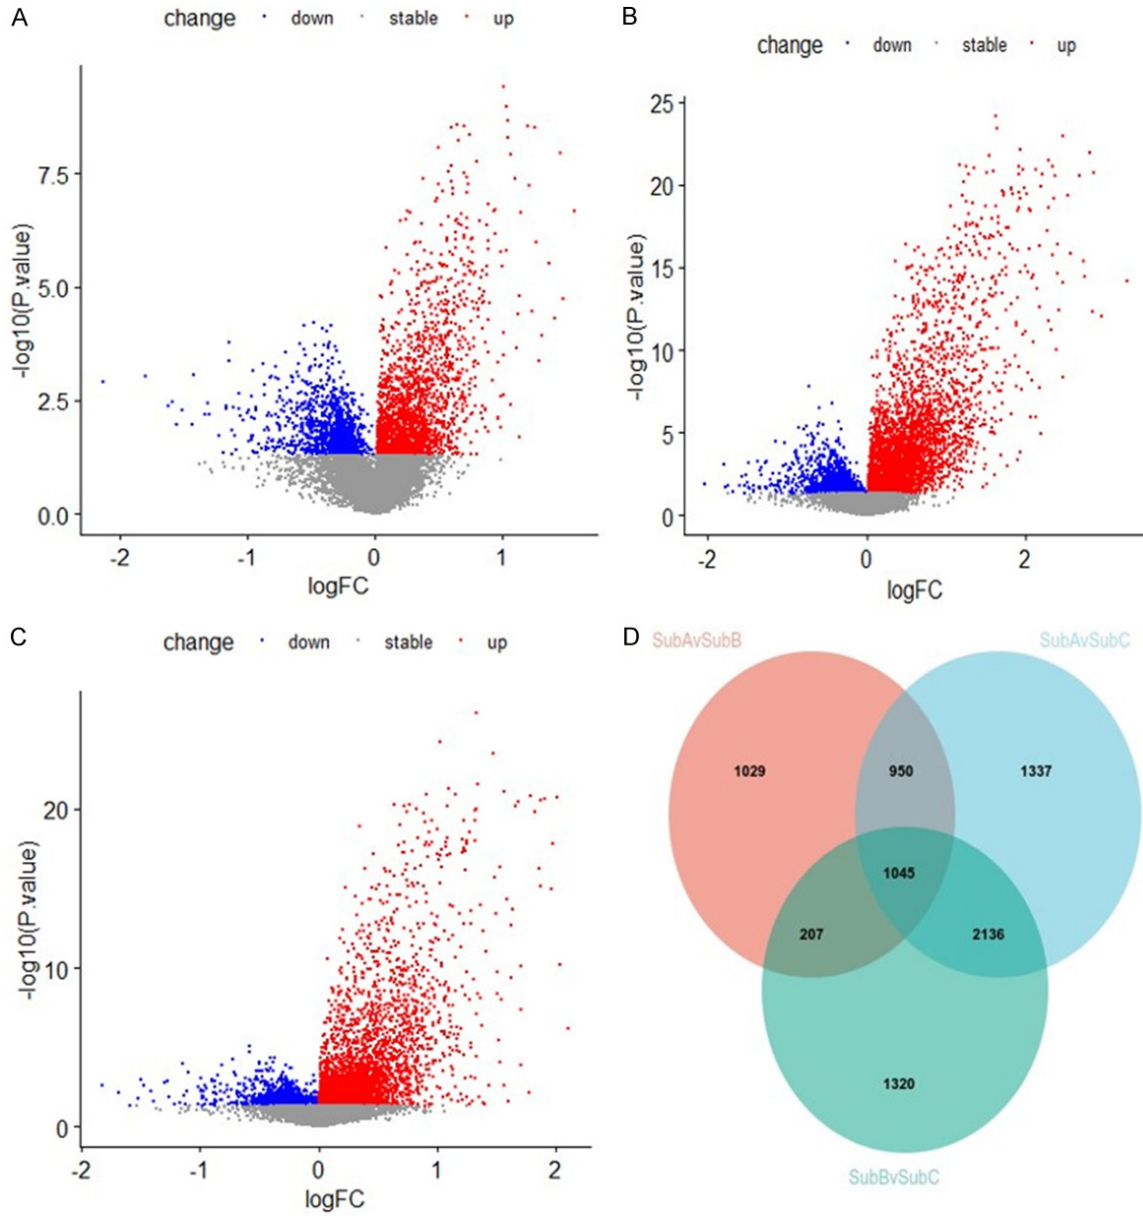 A
change down stable up
7.5
5.0
2.5
0.0
-log10(P.value)
-2 -1 0 1
logFC
B
change down stable up
25
20
15
10
5
0
-log10(P.value)
-2 0 2
logFC
C
change down stable up
20
10
0
-log10(P.value)
-2 -1 0 1 2
logFC
D
SubAvSubB SubAvSubC
1029 950 1337
1045
207 2136
1320
SubBvSubC